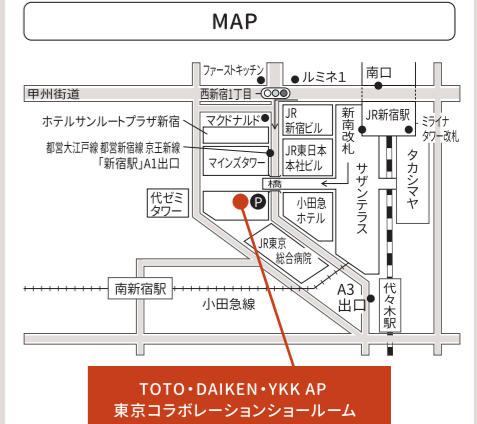 MAP
ファーストキッチン
ルミネ1
南口
甲州街道
西新宿1丁目
ホテルサンルートプラザ新宿
マクドナルド
JR
新宿ビル
新南改札
JR新宿駅
ミライナ
タワー改札
都営大江戸線 都営新宿線 京王新線
「新宿駅」A1出口
マインズタワー
JR東日本
本社ビル
サザンテラス
タカシマヤ
橋
代ゼミ
タワー
P
小田急
ホテル
JR東京
総合病院
南新宿駅
小田急線
A3
出口
代々木駅
TOTO・DAIKEN・YKK AP
東京コラボレーションショールーム